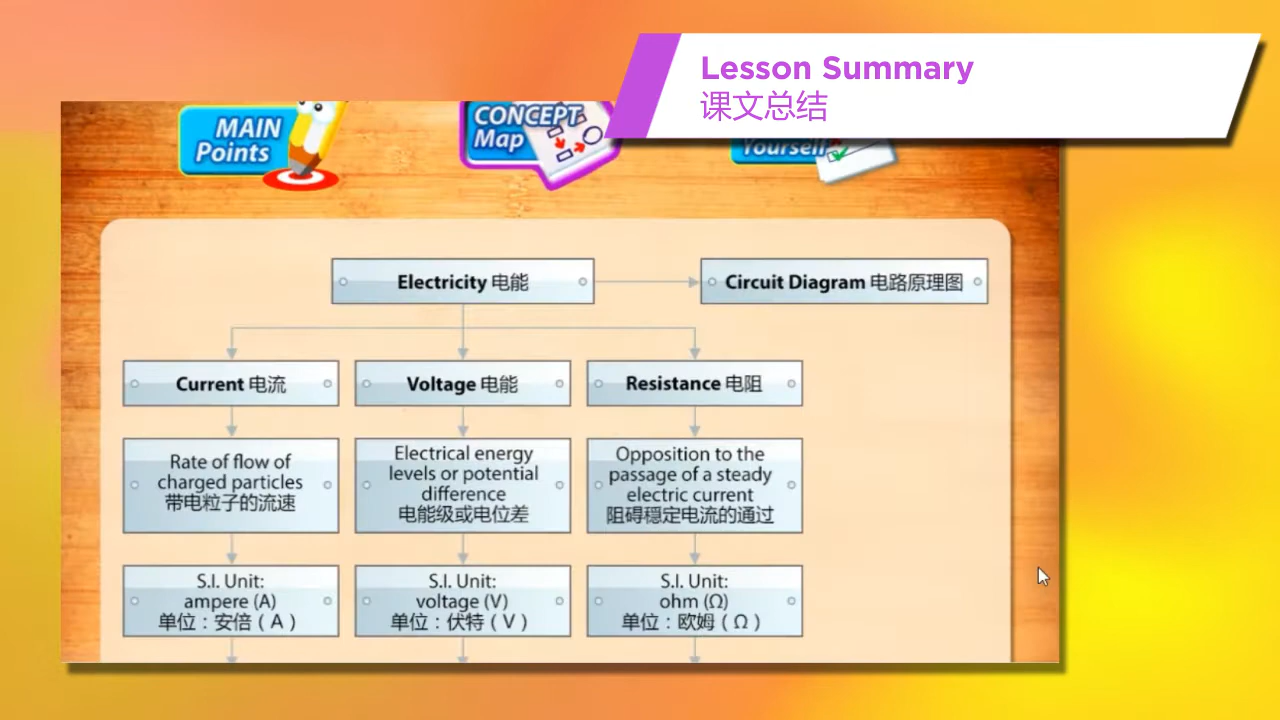 Lesson Summary
课文总结
MAIN
Points
CONCEPT
Map
Yourself
Electricity 电能
Circuit Diagram 电路原理图
Current 电流
Voltage 电能
Resistance 电阻
Rate of flow of
charged particles
带电粒子的流速
Electrical energy
levels or potential
difference
电能级或电位差
Opposition to the
passage of a steady
electric current
阻碍稳定电流的通过
S.I. Unit:
ampere (A)
单位：安倍（A）
S.I. Unit:
voltage (V)
单位：伏特（V）
S.I. Unit:
ohm (Ω)
单位：欧姆（Ω）